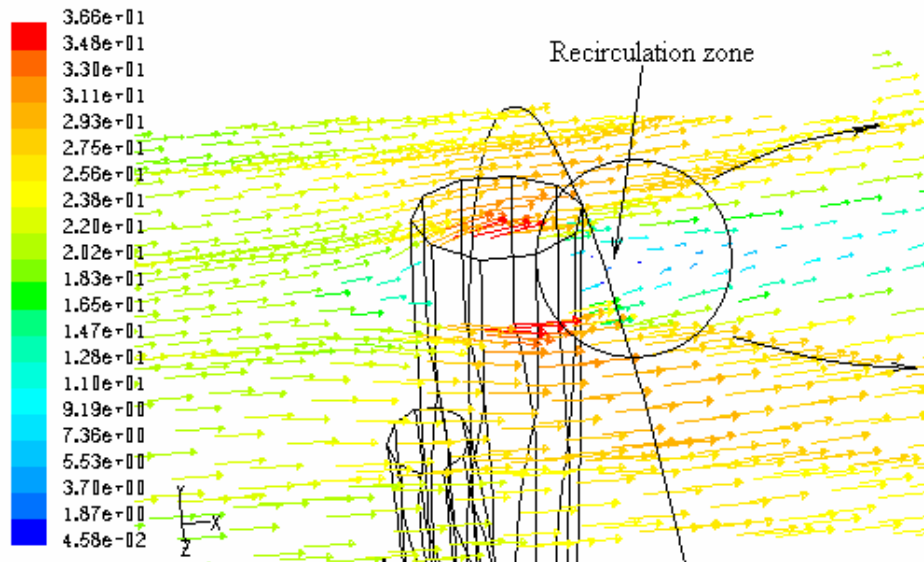 3.66e+01
3.48e+01
3.30e+01
3.11e+01
2.93e+01
2.75e+01
2.56e+01
2.38e+01
2.20e+01
2.02e+01
1.83e+01
1.65e+01
1.47e+01
1.28e+01
1.10e+01
9.19e+00
7.36e+00
5.53e+00
3.70e+00
1.87e+00
4.58e-02
Recirculation zone
Y
X
Z